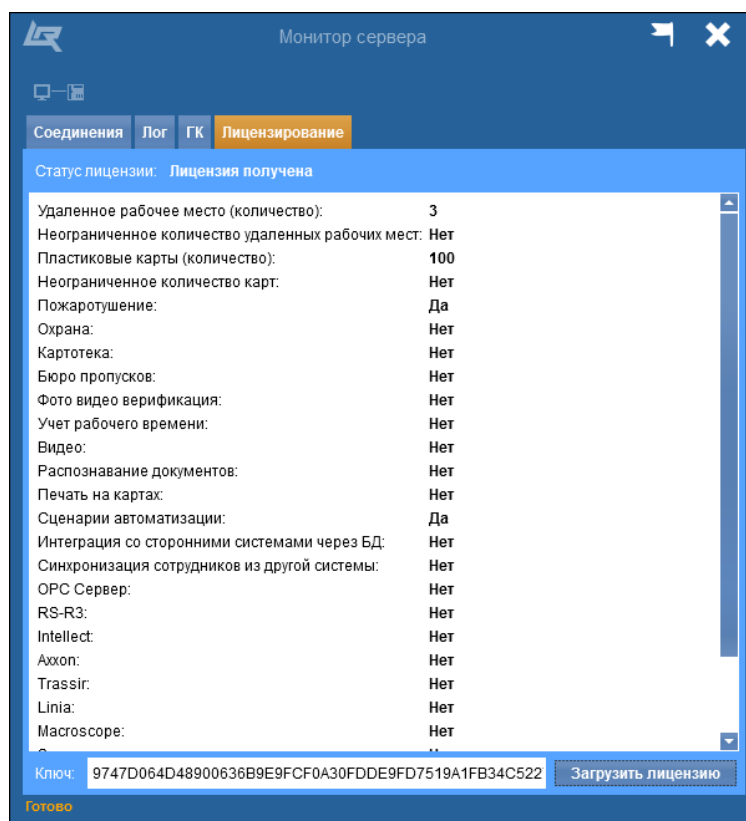 Монитор сервера
Соединения Лог ГК Лицензирование
Статус лицензии: Лицензия получена
Удаленное рабочее место (количество): 3
Неограниченное количество удаленных рабочих мест: Нет
Пластиковые карты (количество): 100
Неограниченное количество карт: Нет
Пожаротушение: Да
Охрана: Нет
Картотека: Нет
Бюро пропусков: Нет
Фото видео верификация: Нет
Учет рабочего времени: Нет
Видео: Нет
Распознавание документов: Нет
Печать на картах: Нет
Сценарии автоматизации: Да
Интеграция со сторонними системами через БД: Нет
Синхронизация сотрудников из другой системы: Нет
OPC Сервер: Нет
RS-R3: Нет
Intellect: Нет
Axxon: Нет
Trassir: Нет
Linia: Нет
Macroscope: Нет
Ключ: 9747D064D48900636B9E9FCF0A30FDDE9FD7519A1FB34C522 Загрузить лицензию
Готово